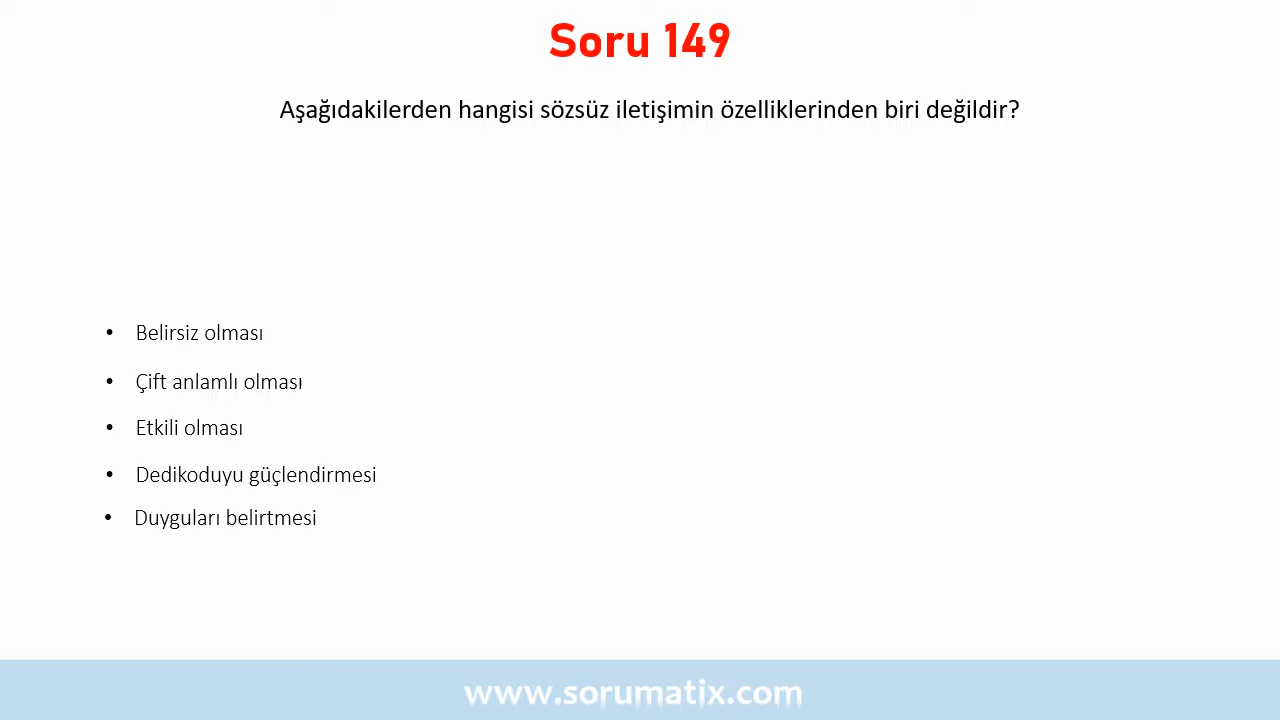 Soru 149
Aşağıdakilerden hangisi sözsüz iletişimin özelliklerinden biri değildir?
• Belirsiz olması
• Çift anlamlı olması
• Etkili olması
• Dedikoduyu güçlendirmesi
• Duyguları belirtmesi
www.sorumatix.com